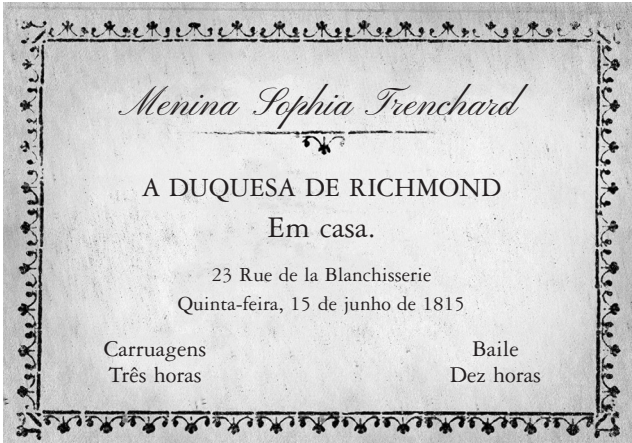 Menina Sophia Trenchard
A DUQUESA DE RICHMOND
Em casa.
23 Rue de la Blanchisserie
Quinta-feira, 15 de junho de 1815
Carruagens
Três horas
Baile
Dez horas